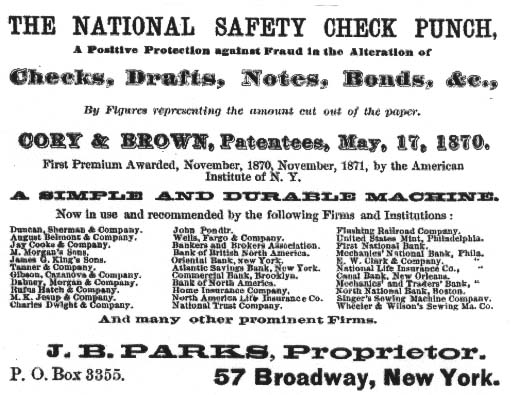 THE NATIONAL SAFETY CHECK PUNCH,
A Positive Protection against Fraud in the Alteration of
Checks, Drafts, Notes, Bonds, &c.,
By Figures representing the amount cut out of the paper.
CORY & BROWN, Patentees, May, 17, 1870.
First Premium Awarded, November, 1870, November, 1871, by the American
Institute of N. Y.
A SIMPLE AND DURABLE MACHINE.
Now in use and recommended by the following Firms and Institutions :
Duncan, Sherman & Company.
August Belmont & Company.
Jay Cooke & Company.
M. Morgan's Sons.
James G. King's Sons.
Tanner & Company.
Gibson, Cazanova & Company.
Dabney, Morgan & Company.
Rufus Hatch & Company.
M. K. Jesup & Company.
Charles Dwight & Company.
John Pondir.
Wells, Fargo & Company.
Bankers and Brokers Association.
Bank of British North America.
Oriental Bank, new York.
Atlantic Savings Bank, New York.
Commercial Bank, Brooklyn.
Bank of North America.
Home Insurance Company.
North America Life Insurance Co.
National Trust Company.
Flushing Railroad Company.
United States Mint, Philadelphia.
First National Bank,
Mechanics' National Bank, Phila.
E. W. Clark & Company, "
National Life Insurance Co., "
Canal Bank, New Orleans.
Mechanics' and Traders' Bank, "
North National Bank, Boston.
Singer's Sewing Machine Company.
Wheeler & Wilson's Sewing Ma. Co.
And many other prominent Firms.
J. B. PARKS, Proprietor.
P. O. Box 3355. 57 Broadway, New York.